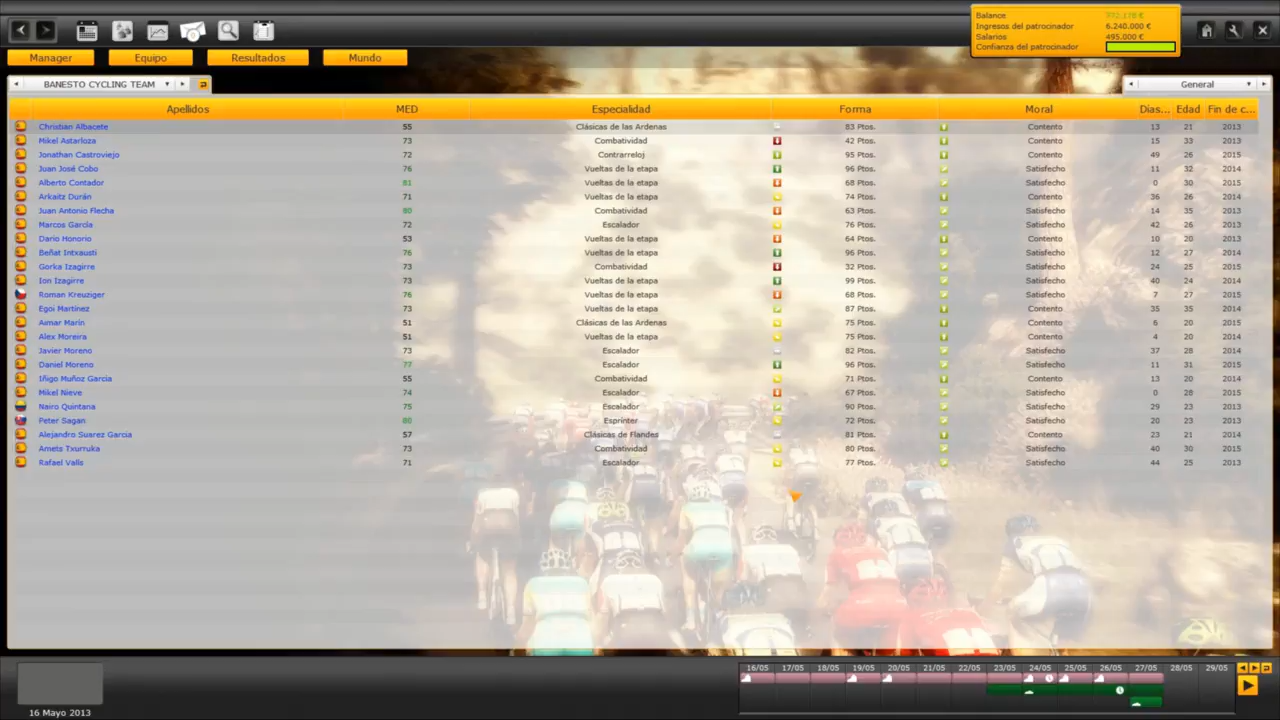 Balance 772.178 €
Ingresos del patrocinador 6.240.000 €
Salarios 495.000 €
Confianza del patrocinador
Manager Equipo Resultados Mundo
BANESTO CYCLING TEAM General
Apellidos MED Especialidad Forma Moral Días... Edad Fin de c...
Christian Albacete 55 Clásicas de las Ardenas 83 Ptos. Contento 13 21 2013
Mikel Astarloza 73 Combatividad 42 Ptos. Contento 15 33 2013
Jonathan Castroviejo 72 Contrarreloj 95 Ptos. Contento 49 26 2015
Juan José Cobo 76 Vueltas de la etapa 96 Ptos. Satisfecho 11 32 2014
Alberto Contador 81 Vueltas de la etapa 68 Ptos. Satisfecho 0 30 2015
Arkaitz Durán 71 Vueltas de la etapa 74 Ptos. Contento 36 26 2014
Juan Antonio Flecha 80 Combatividad 63 Ptos. Satisfecho 14 35 2013
Marcos García 72 Escalador 76 Ptos. Satisfecho 42 26 2013
Darío Honorio 53 Vueltas de la etapa 64 Ptos. Contento 10 20 2013
Beñat Intxausti 76 Vueltas de la etapa 96 Ptos. Satisfecho 12 27 2014
Gorka Izagirre 73 Combatividad 32 Ptos. Satisfecho 24 25 2015
Ion Izagirre 73 Vueltas de la etapa 99 Ptos. Satisfecho 40 24 2014
Roman Kreuziger 76 Vueltas de la etapa 68 Ptos. Satisfecho 7 27 2015
Egoi Martínez 73 Vueltas de la etapa 87 Ptos. Contento 35 35 2014
Aimar Marín 51 Clásicas de las Ardenas 75 Ptos. Contento 6 20 2015
Alex Moreira 51 Vueltas de la etapa 75 Ptos. Contento 4 20 2014
Javier Moreno 73 Escalador 82 Ptos. Satisfecho 37 28 2014
Daniel Moreno 77 Escalador 96 Ptos. Satisfecho 11 31 2015
Iñigo Muñoz Garcia 55 Combatividad 71 Ptos. Contento 13 20 2014
Mikel Nieve 74 Escalador 67 Ptos. Satisfecho 0 28 2015
Nairo Quintana 75 Escalador 90 Ptos. Satisfecho 29 23 2013
Peter Sagan 80 Esprínter 72 Ptos. Satisfecho 20 23 2013
Alejandro Suarez Garcia 57 Clásicas de Flandes 81 Ptos. Contento 23 21 2014
Amets Txurruka 73 Combatividad 80 Ptos. Satisfecho 40 30 2015
Rafael Valls 71 Escalador 77 Ptos. Satisfecho 44 25 2013
16/05 17/05 18/05 19/05 20/05 21/05 22/05 23/05 24/05 25/05 26/05 27/05 28/05 29/05
16 Mayo 2013